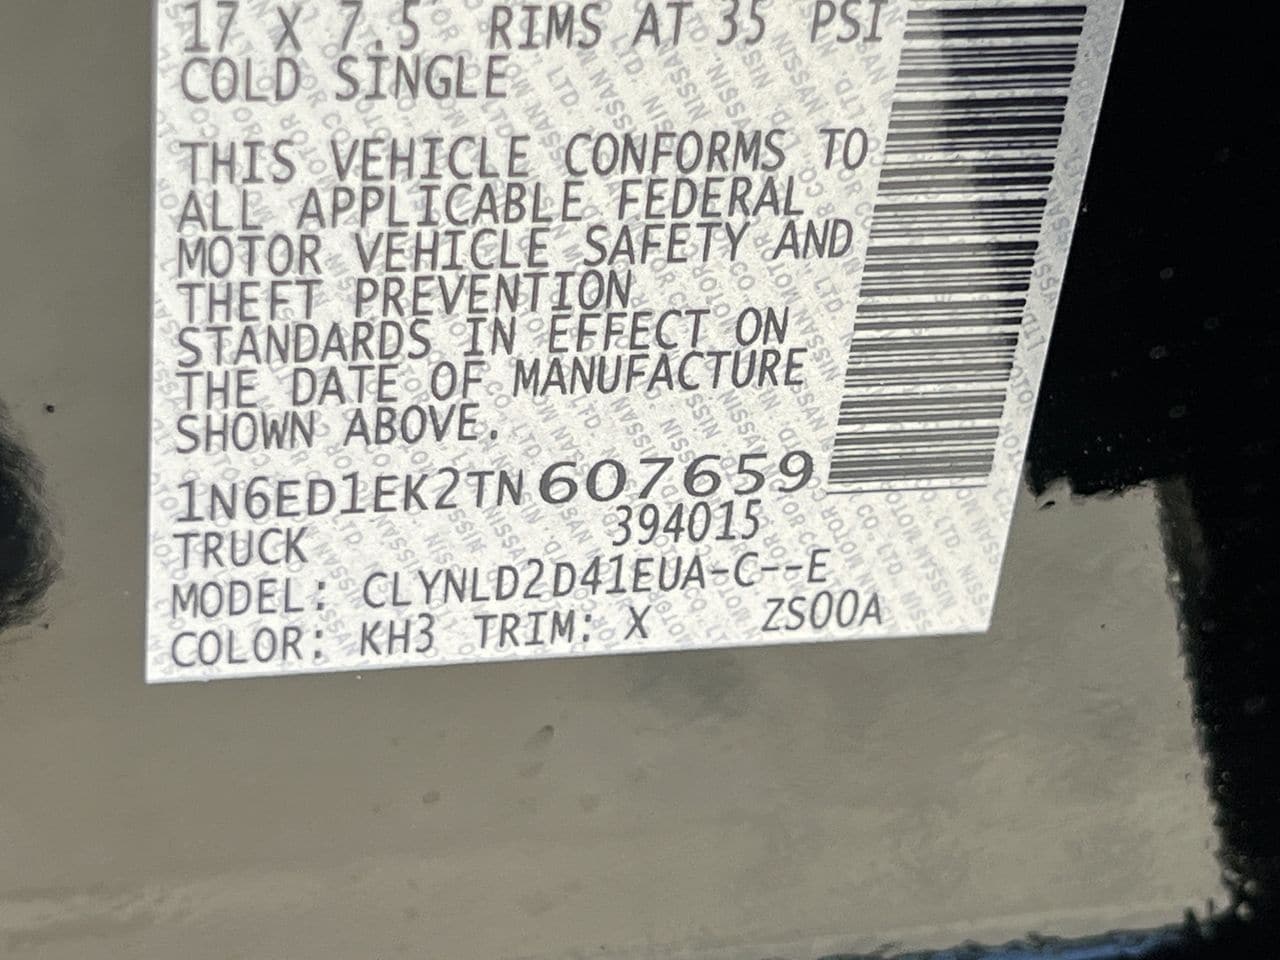 17 X 7.5 RIMS AT 35 PSI
COLD SINGLE
THIS VEHICLE CONFORMS TO
ALL APPLICABLE FEDERAL
MOTOR VEHICLE SAFETY AND
THEFT PREVENTION
STANDARDS IN EFFECT ON
THE DATE OF MANUFACTURE
SHOWN ABOVE.
1N6ED1EK2TN607659
TRUCK 394015
MODEL: CLYNLD2D41EUA-C--E
COLOR: KH3 TRIM: X ZS00A